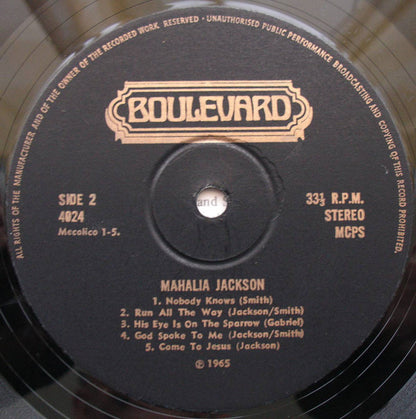 ALL RIGHTS OF THE MANUFACTURER AND OF THE OWNER OF THE RECORDED WORK RESERVED · UNAUTHORISED PUBLIC PERFORMANCE BROADCASTING AND COPYING OF THIS RECORD PROHIBITED.
BOULEVARD
SIDE 2
4024
Mecolico 1-5.
and
33⅓ R.P.M.
STEREO
MCPS
MAHALIA JACKSON
1. Nobody Knows (Smith)
2. Run All The Way (Jackson/Smith)
3. His Eye Is On The Sparrow (Gabriel)
4. God Spoke To Me (Jackson/Smith)
5. Come To Jesus (Jackson)
℗ 1965